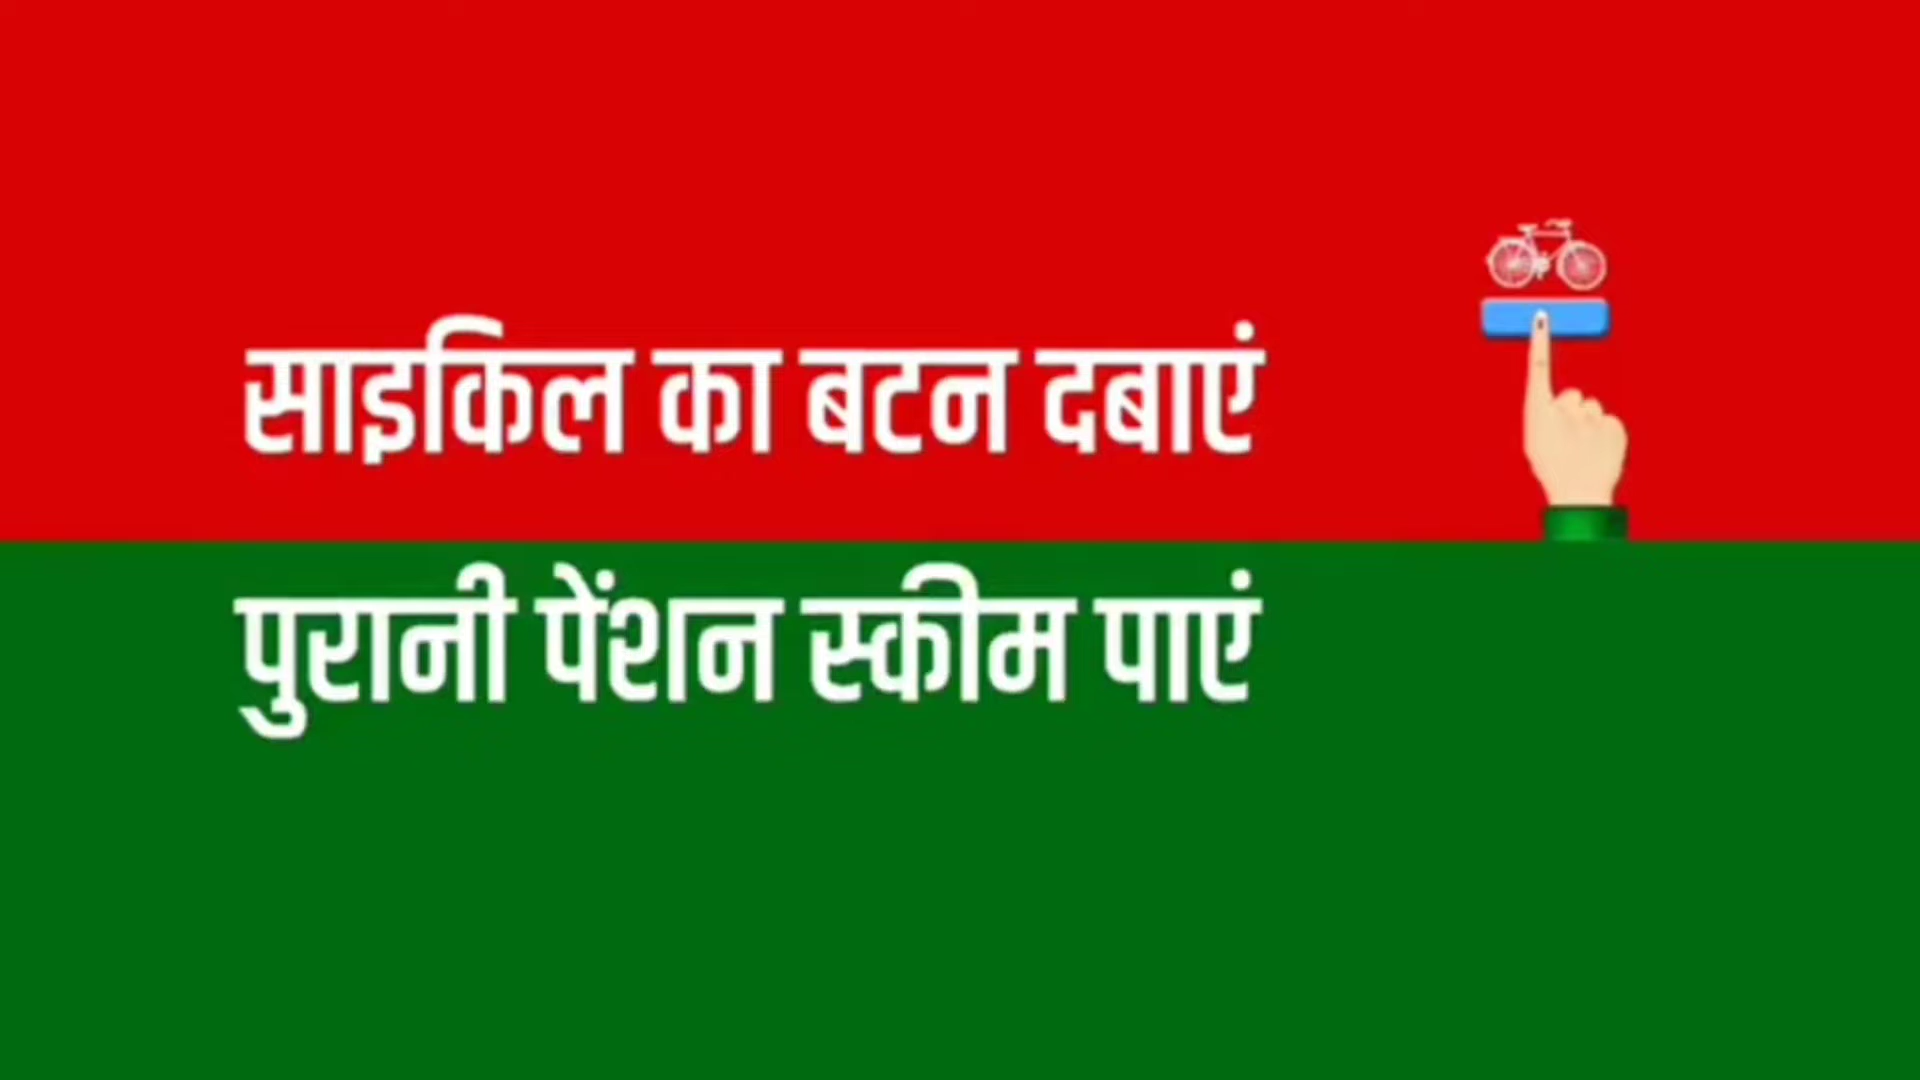 साइकिल का बटन दबाएं
पुरानी पेंशन स्कीम पाएं